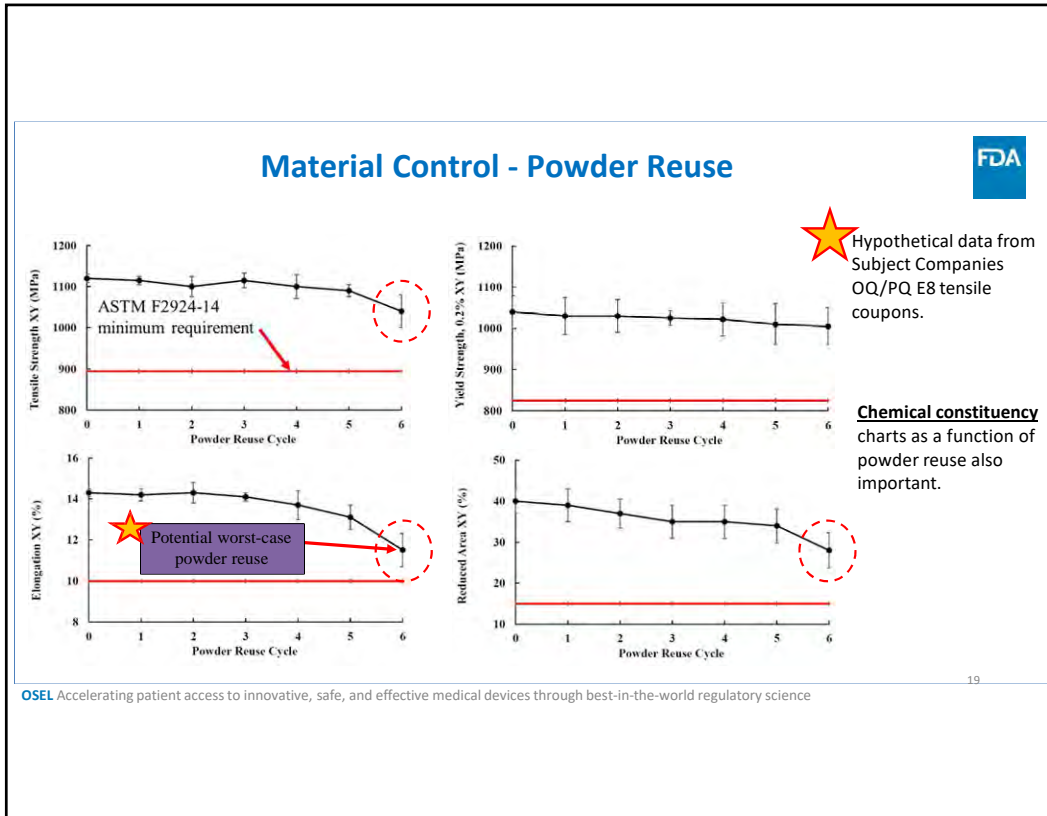 Material Control - Powder Reuse
FDA
Tensile Strength XY (MPa)
1200
1100
1000
900
800
ASTM F2924-14
minimum requirement
0 1 2 3 4 5 6
Powder Reuse Cycle
Yield Strength, 0.2% XY (MPa)
1200
1100
1000
900
800
0 1 2 3 4 5 6
Powder Reuse Cycle
Hypothetical data from
Subject Companies
OQ/PQ E8 tensile
coupons.
Elongation XY (%)
16
14
12
10
8
Potential worst-case
powder reuse
0 1 2 3 4 5 6
Powder Reuse Cycle
Reduced Area XY (%)
50
40
30
20
10
0 1 2 3 4 5 6
Powder Reuse Cycle
Chemical constituency
charts as a function of
powder reuse also
important.
19
OSEL Accelerating patient access to innovative, safe, and effective medical devices through best-in-the-world regulatory science